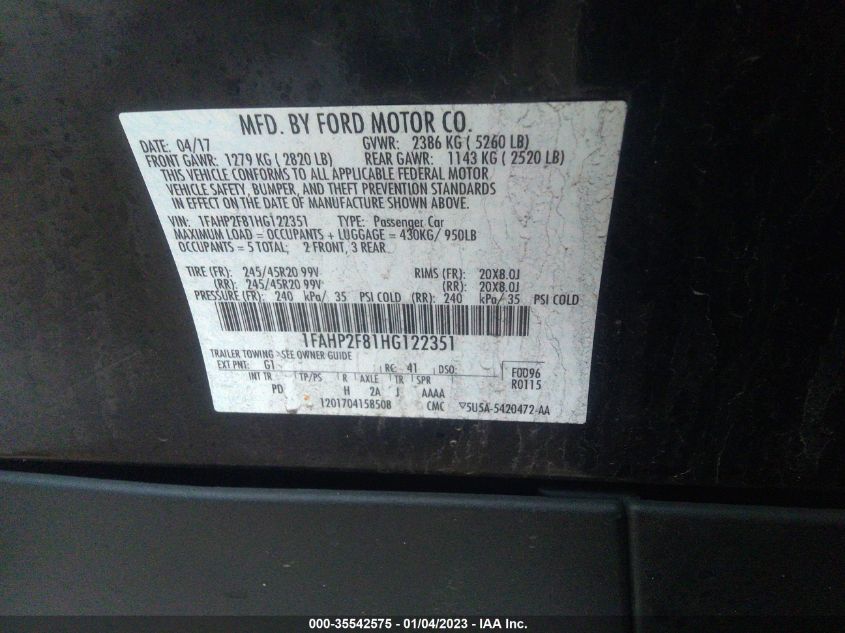 MFD. BY FORD MOTOR CO.
DATE: 04/17 GVWR: 2386 KG ( 5260 LB)
FRONT GAWR: 1279 KG ( 2820 LB) REAR GAWR: 1143 KG ( 2520 LB)
THIS VEHICLE CONFORMS TO ALL APPLICABLE FEDERAL MOTOR
VEHICLE SAFETY, BUMPER, AND THEFT PREVENTION STANDARDS
IN EFFECT ON THE DATE OF MANUFACTURE SHOWN ABOVE.
VIN: 1FAHP2F81HG122351 TYPE: Passenger Car
MAXIMUM LOAD = OCCUPANTS + LUGGAGE = 430KG/ 950LB
OCCUPANTS = 5 TOTAL; 2 FRONT, 3 REAR
TIRE (FR): 245/45R20 99V RIMS (FR): 20X8.0J
(RR): 245/45R20 99V (RR): 20X8.0J
PRESSURE (FR): 240 kPa/ 35 PSI COLD (RR): 240 kPa/ 35 PSI COLD
1FAHP2F81HG122351
TRAILER TOWING - SEE OWNER GUIDE
EXT PNT: G1 RC: 41 DSO: F0D96
INT TR TP/PS R AXLE TR SPR R0115
PD H 2A J AAAA
1201704158508 CMC ▽5U5A-5420472-AA
000-35542575 - 01/04/2023 - IAA Inc.